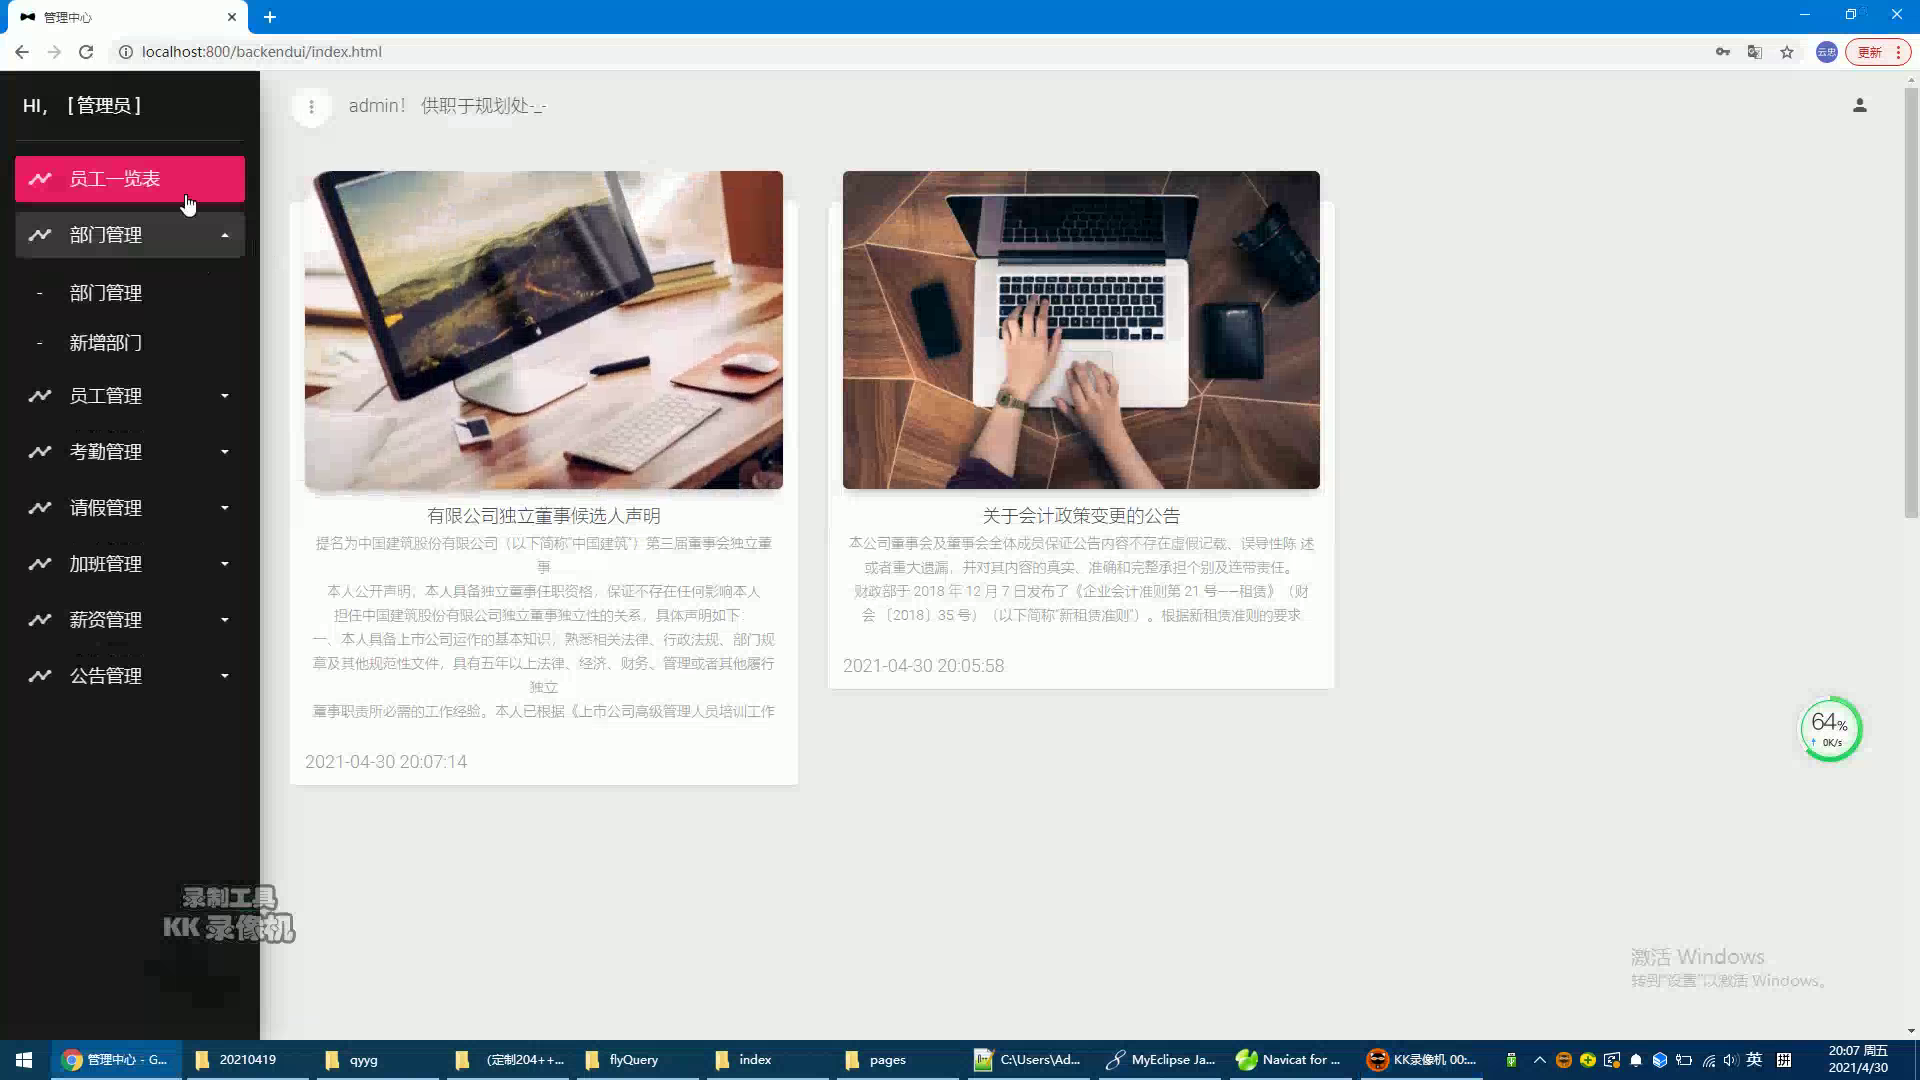 管理中心
localhost:800/backendui/index.html
云忠
更新
HI，【管理员】
admin！ 供职于规划处-_-
员工一览表
部门管理
- 部门管理
- 新增部门
员工管理
考勤管理
请假管理
加班管理
薪资管理
公告管理
有限公司独立董事候选人声明
提名为中国建筑股份有限公司（以下简称“中国建筑”）第三届董事会独立董
事
本人公开声明，本人具备独立董事任职资格，保证不存在任何影响本人
担任中国建筑股份有限公司独立董事独立性的关系，具体声明如下：
一、本人具备上市公司运作的基本知识，熟悉相关法律、行政法规、部门规
章及其他规范性文件，具有五年以上法律、经济、财务、管理或者其他履行
独立
董事职责所必需的工作经验。本人已根据《上市公司高级管理人员培训工作
2021-04-30 20:07:14
关于会计政策变更的公告
本公司董事会及董事会全体成员保证公告内容不存在虚假记载、误导性陈 述
或者重大遗漏，并对其内容的真实、准确和完整承担个别及连带责任。
财政部于 2018 年 12 月 7 日发布了《企业会计准则第 21 号——租赁》（财
会〔2018〕35 号）（以下简称“新租赁准则”）。根据新租赁准则的要求
2021-04-30 20:05:58
64%
0K/s
录制工具
KK 录像机
激活 Windows
转到“设置”以激活 Windows。
管理中心 - G...
20210419
qyyg
(定制204++...
flyQuery
index
pages
C:\Users\Ad...
MyEclipse Ja...
Navicat for ...
KK录像机 00:...
英
拼
20:07 周五
2021/4/30